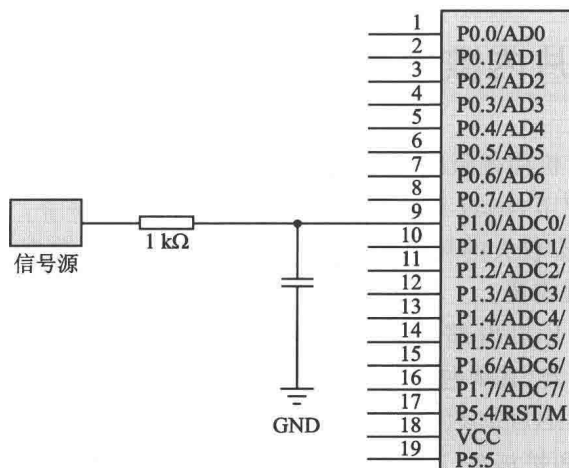 1 P0.0/AD0
2 P0.1/AD1
3 P0.2/AD2
4 P0.3/AD3
5 P0.4/AD4
6 P0.5/AD5
7 P0.6/AD6
8 P0.7/AD7
9 P1.0/ADC0/
10 P1.1/ADC1/
11 P1.2/ADC2/
12 P1.3/ADC3/
13 P1.4/ADC4/
14 P1.5/ADC5/
15 P1.6/ADC6/
16 P1.7/ADC7/
17 P5.4/RST/M
18 VCC
19 P5.5
信号源
1 kΩ
GND